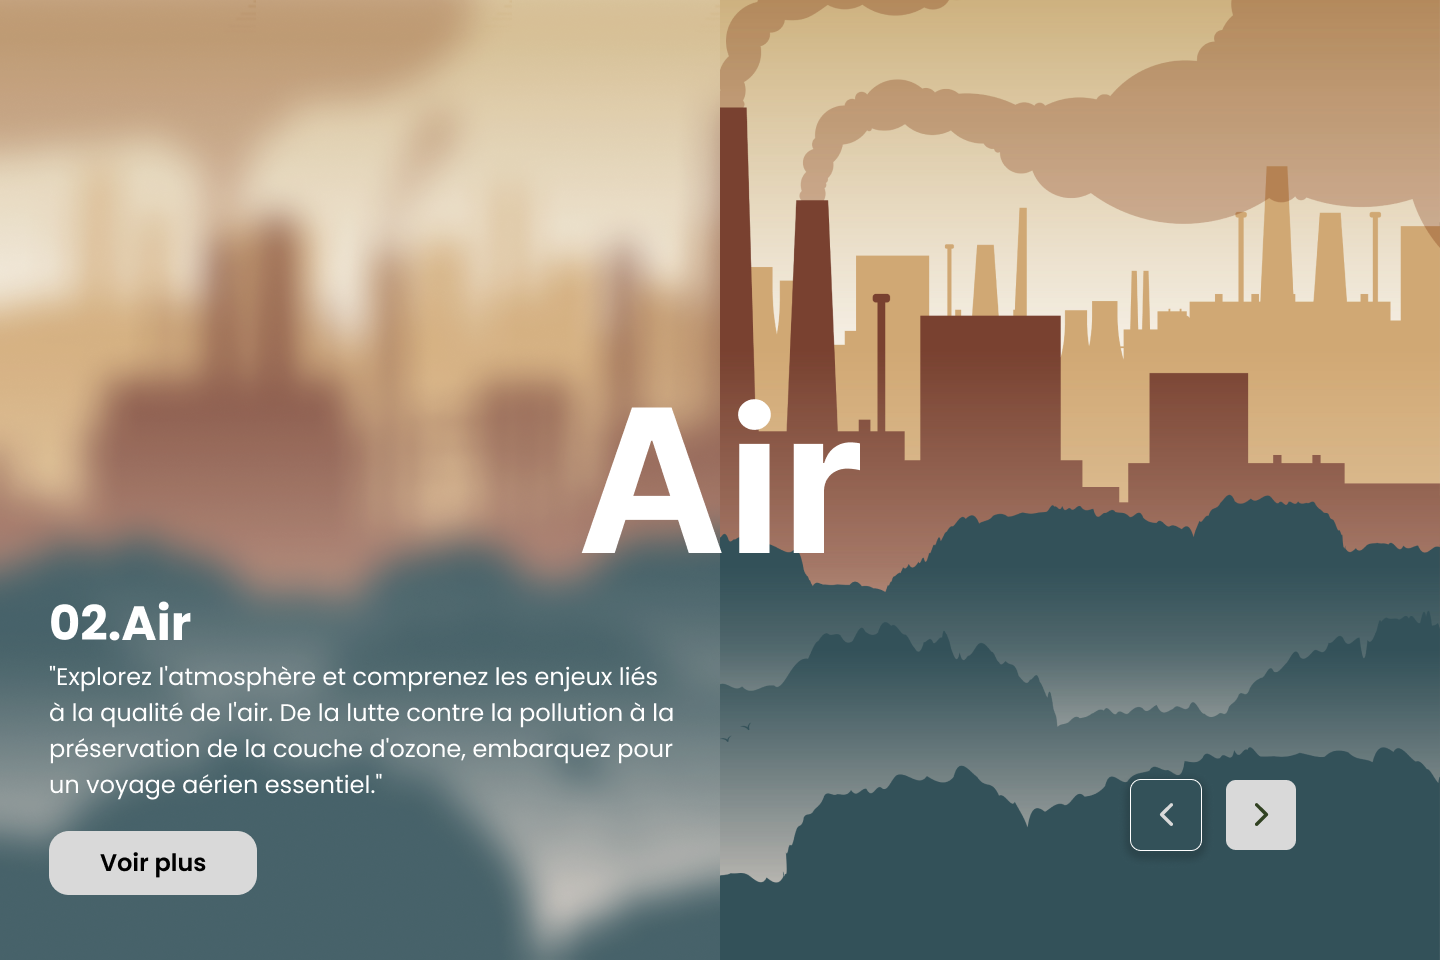 Air
02.Air
"Explorez l'atmosphère et comprenez les enjeux liés
à la qualité de l'air. De la lutte contre la pollution à la
préservation de la couche d'ozone, embarquez pour
un voyage aérien essentiel."
Voir plus